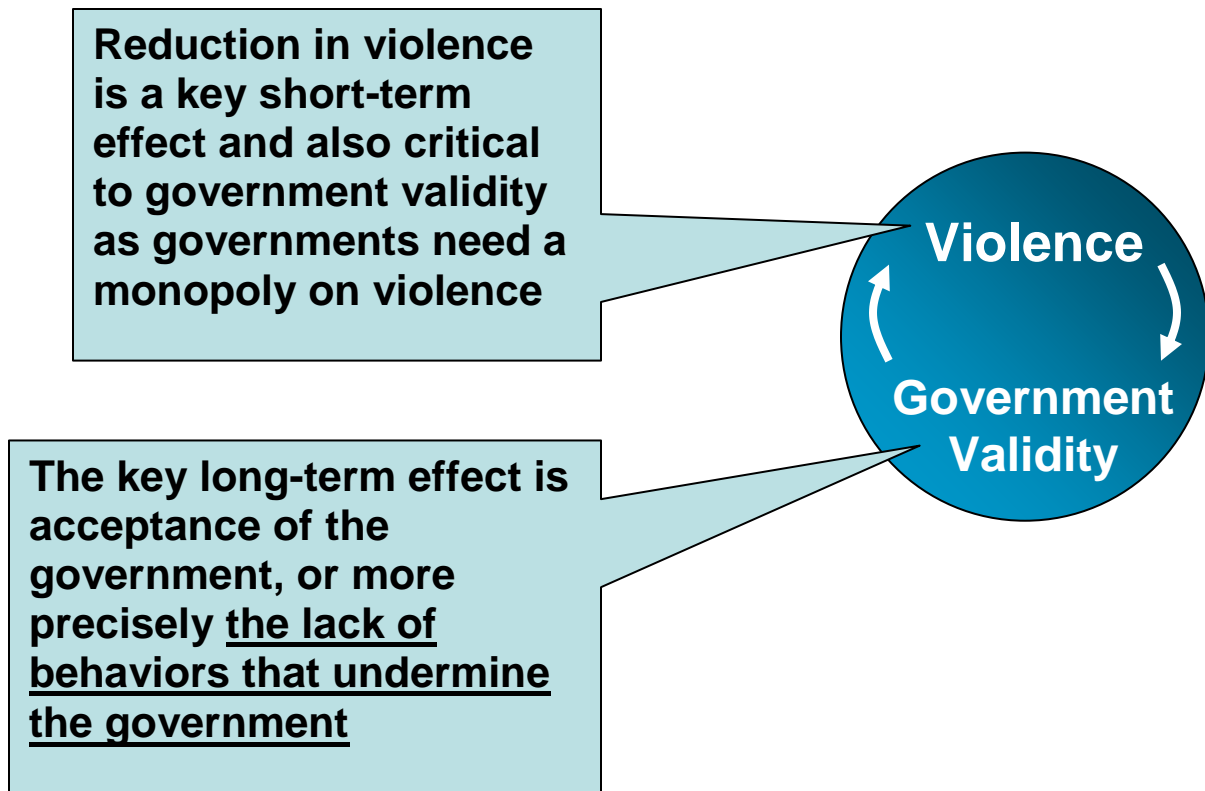 Reduction in violence
is a key short-term
effect and also critical
to government validity
as governments need a
monopoly on violence
Violence
Government
Validity
The key long-term effect is
acceptance of the
government, or more
precisely the lack of
behaviors that undermine
the government